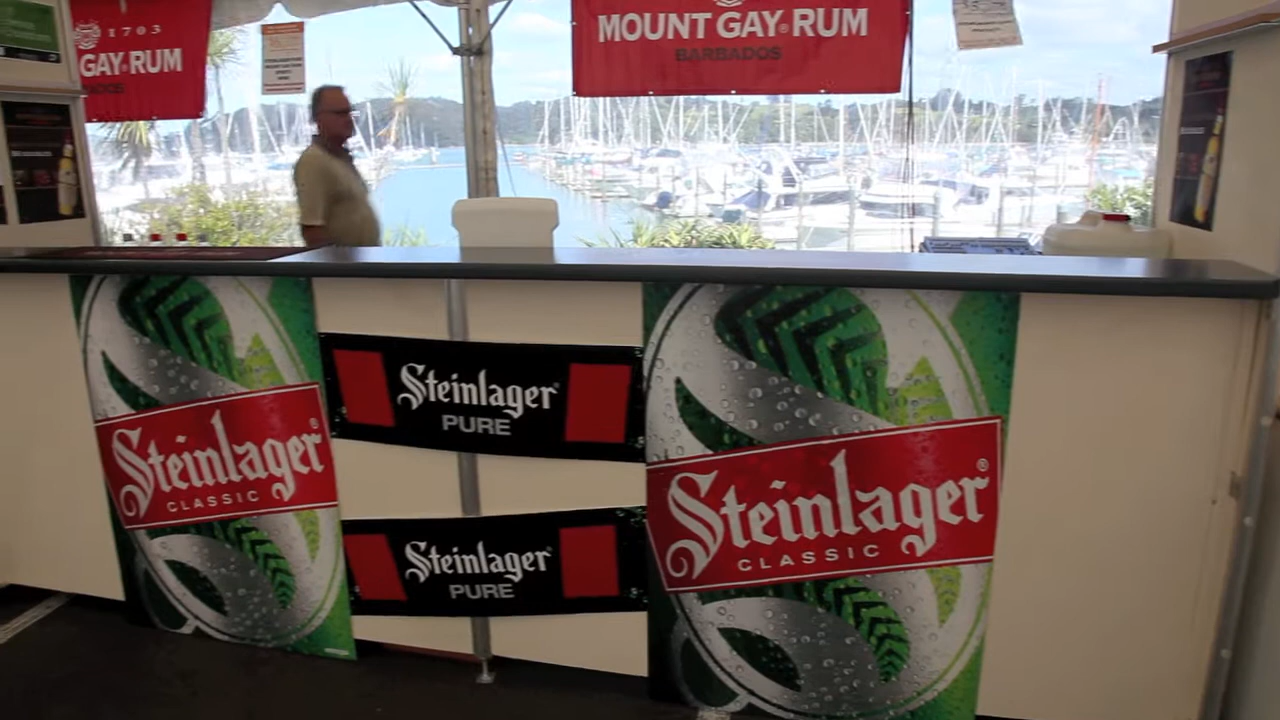 1703
GAY RUM
MOUNT GAY® RUM
BARBADOS
Steinlager®
CLASSIC
Steinlager®
PURE
Steinlager®
PURE
Steinlager®
CLASSIC